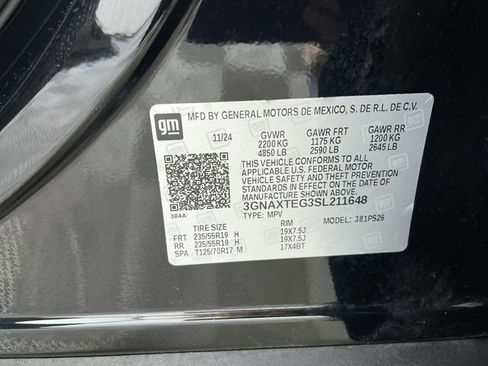 gm
MFD BY GENERAL MOTORS DE MEXICO, S. DE R.L. DE C.V.
11/24 GVWR GAWR FRT GAWR RR
2200 KG 1175 KG 1200 KG
4850 LB 2590 LB 2645 LB
THIS VEHICLE CONFORMS TO ALL
APPLICABLE U.S. FEDERAL MOTOR
VEHICLE SAFETY AND THEFT PREVENTION
STANDARDS IN EFFECT ON THE DATE OF
MANUFACTURE SHOWN ABOVE.
3GNAXTEG3SL211648
384A TYPE: MPV 381PS26
TIRE SIZE RIM
FRT 235/55R19 H 19X7.5J
RR 235/55R19 H 19X7.5J
SPA T125/70R17 M 17X4BT